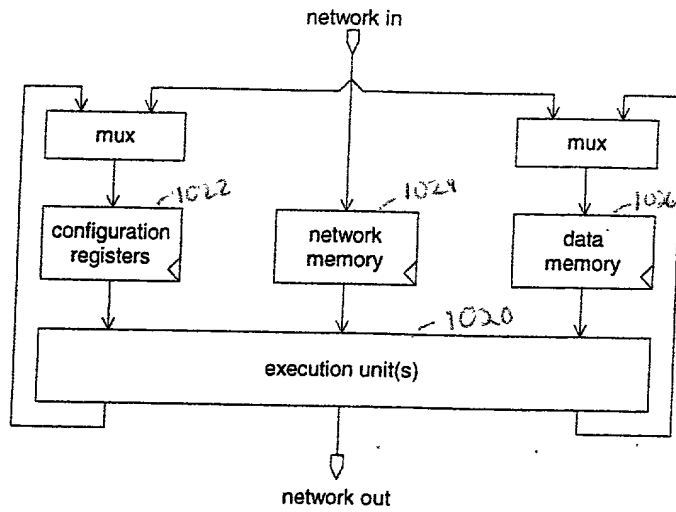 network in
mux
mux
1022
1024
1026
configuration
registers
network
memory
data
memory
1020
execution unit(s)
network out